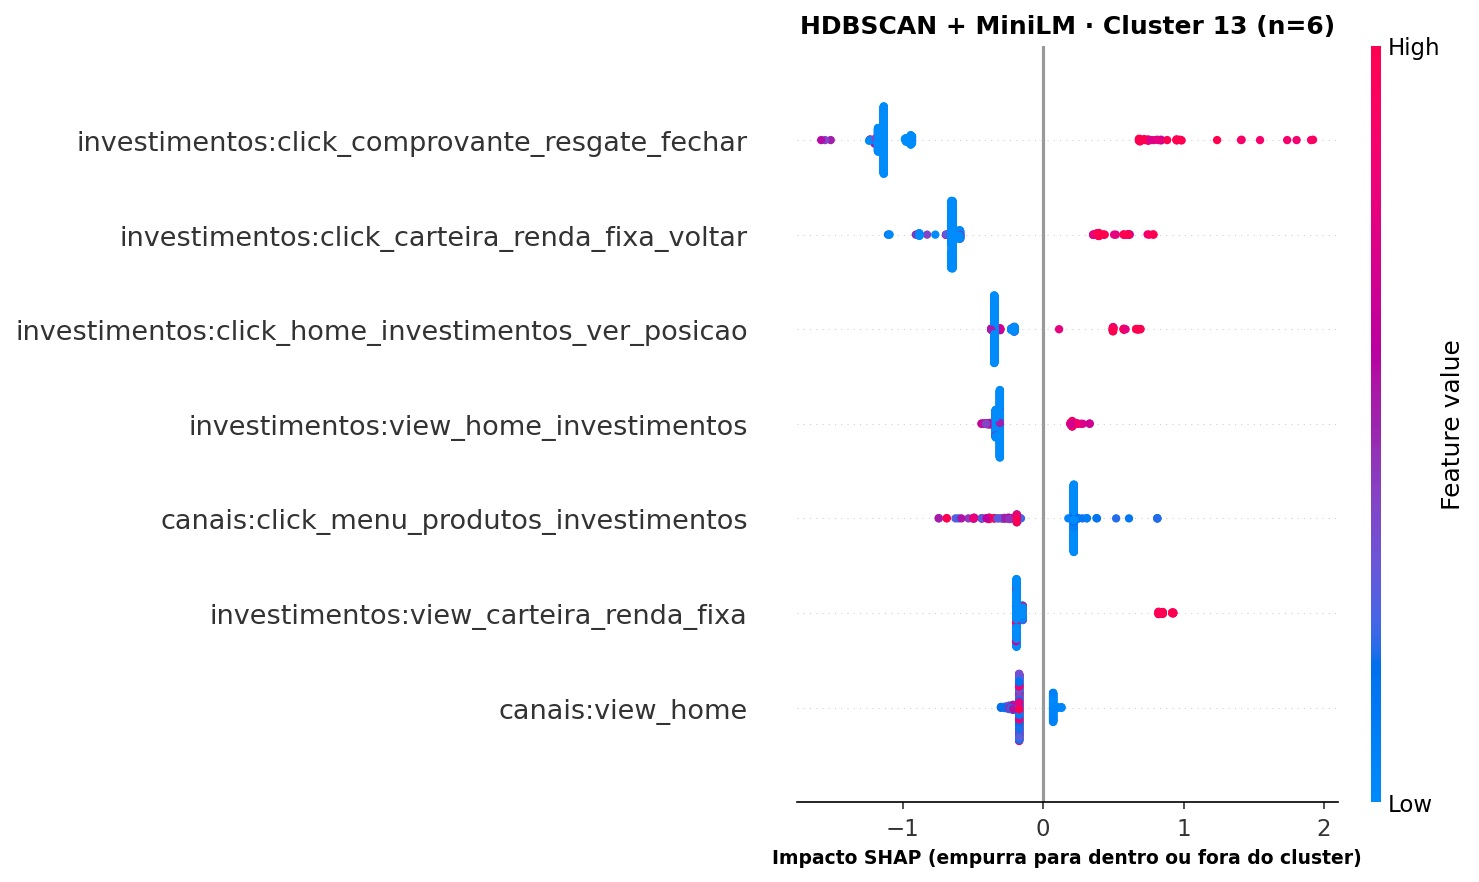 HDBSCAN + MiniLM · Cluster 13 (n=6)
High
investimentos:click_comprovante_resgate_fechar
investimentos:click_carteira_renda_fixa_voltar
investimentos:click_home_investimentos_ver_posicao
investimentos:view_home_investimentos
canais:click_menu_produtos_investimentos
investimentos:view_carteira_renda_fixa
canais:view_home
Feature value
Low
−1
0
1
2
Impacto SHAP (empurra para dentro ou fora do cluster)